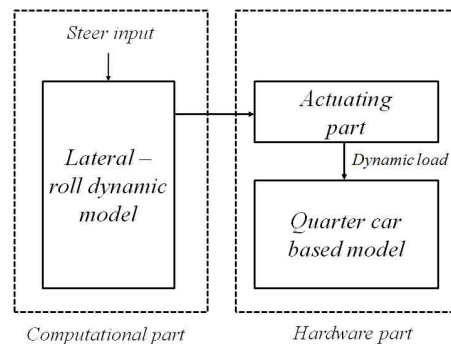 Steer input
Lateral –
roll dynamic
model
Computational part
Actuating
part
Dynamic load
Quarter car
based model
Hardware part